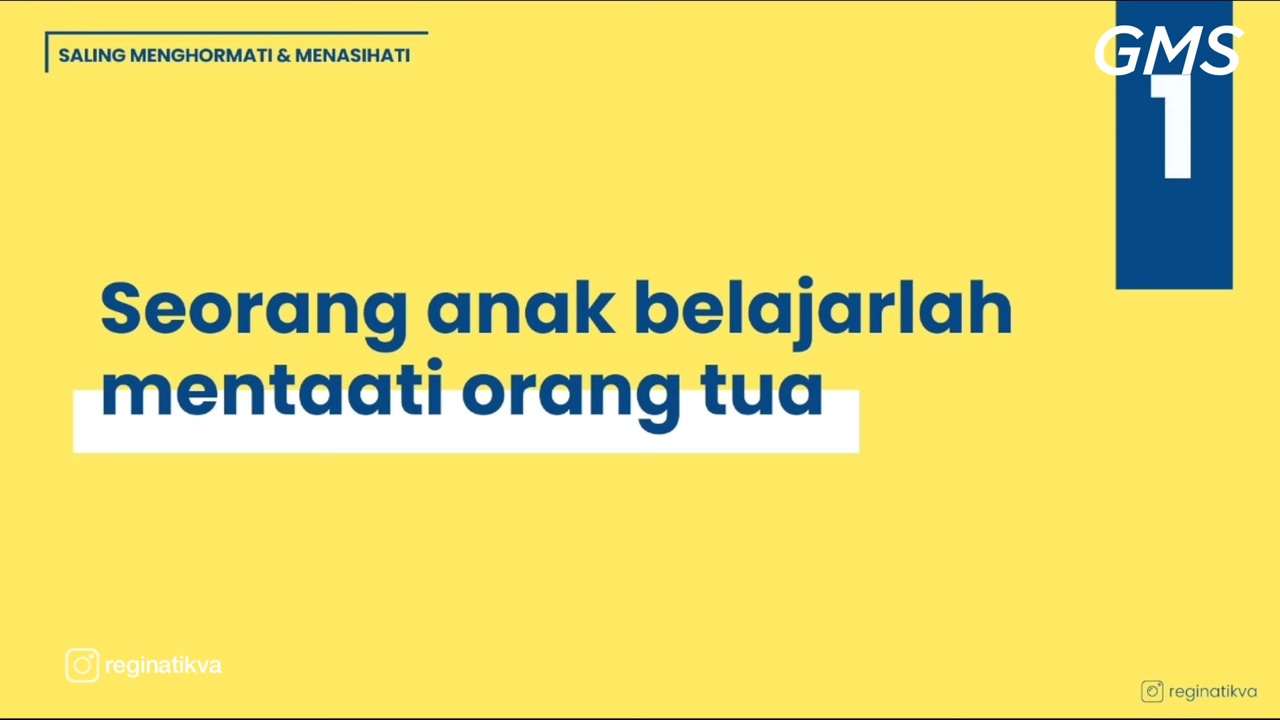 SALING MENGHORMATI & MENASIHATI
GMS
1
Seorang anak belajarlah
mentaati orang tua
reginatikva
reginatikva